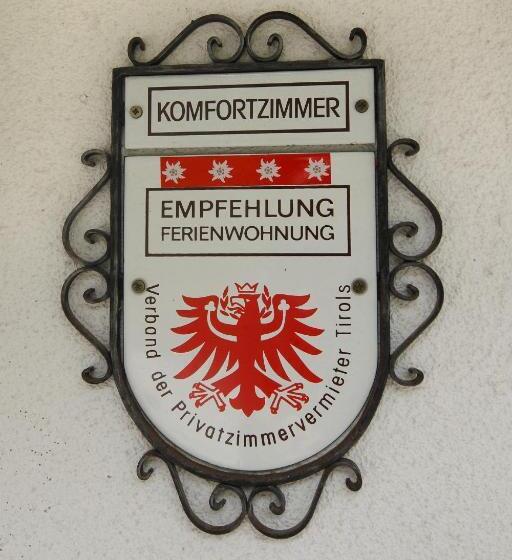 KOMFORTZIMMER
EMPFEHLUNG
FERIENWOHNUNG
Verband der Privatzimmervermieter Tirols